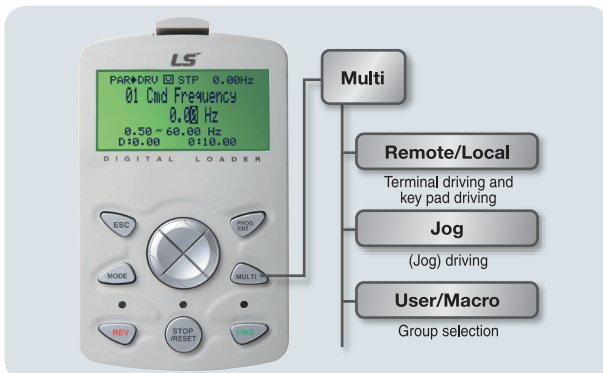 LS
PAR➧DRV U STP 0.00Hz
01 Cmd Frequency
0.00 Hz
0.50 ~ 60.00 Hz
D:0.00 0:10.00
DIGITAL LOADER
ESC
PROG
/ENT
MODE
MULTI
REV
STOP
/RESET
FWD
Multi
Remote/Local
Terminal driving and
key pad driving
Jog
(Jog) driving
User/Macro
Group selection